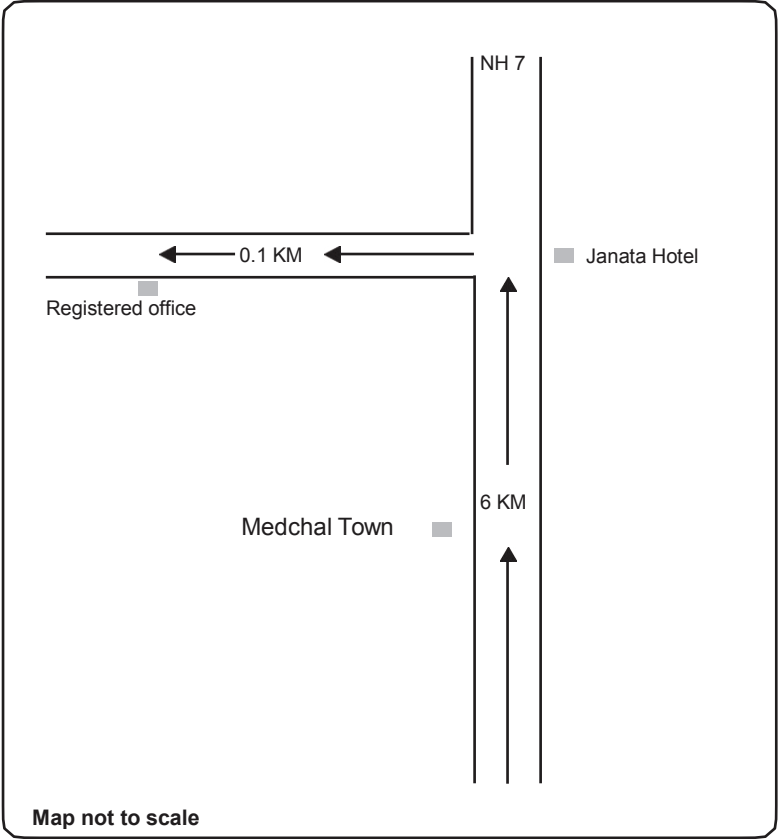 NH 7
0.1 KM
Janata Hotel
Registered office
6 KM
Medchal Town
Map not to scale